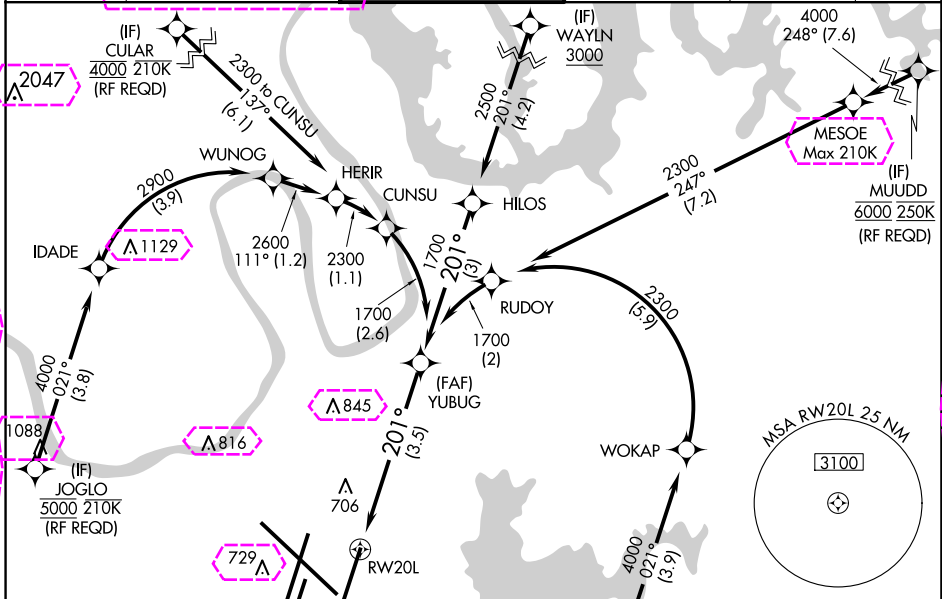 (IF)
CULAR
4000 210K
(RF REQD)
2047
2300 to CUNSU
137°
(6.1)
(IF)
WAYLN
3000
2500
201°
(4.2)
4000
248° (7.6)
MESOE
Max 210K
(IF)
MUUDD
6000 250K
(RF REQD)
2300
247°
(7.2)
WUNOG
HERIR
CUNSU
HILOS
2900
(3.9)
IDADE
1129
2600
111° (1.2)
2300
(1.1)
1700
(2.6)
1700
201°
(3)
RUDOY
1700
(2)
2300
(5.9)
4000
021°
(3.8)
(FAF)
YUBUG
845
201°
(3.5)
1088
816
(IF)
JOGLO
5000 210K
(RF REQD)
706
729
RW20L
WOKAP
4000
021°
(3.9)
MSA RW20L 25 NM
3100